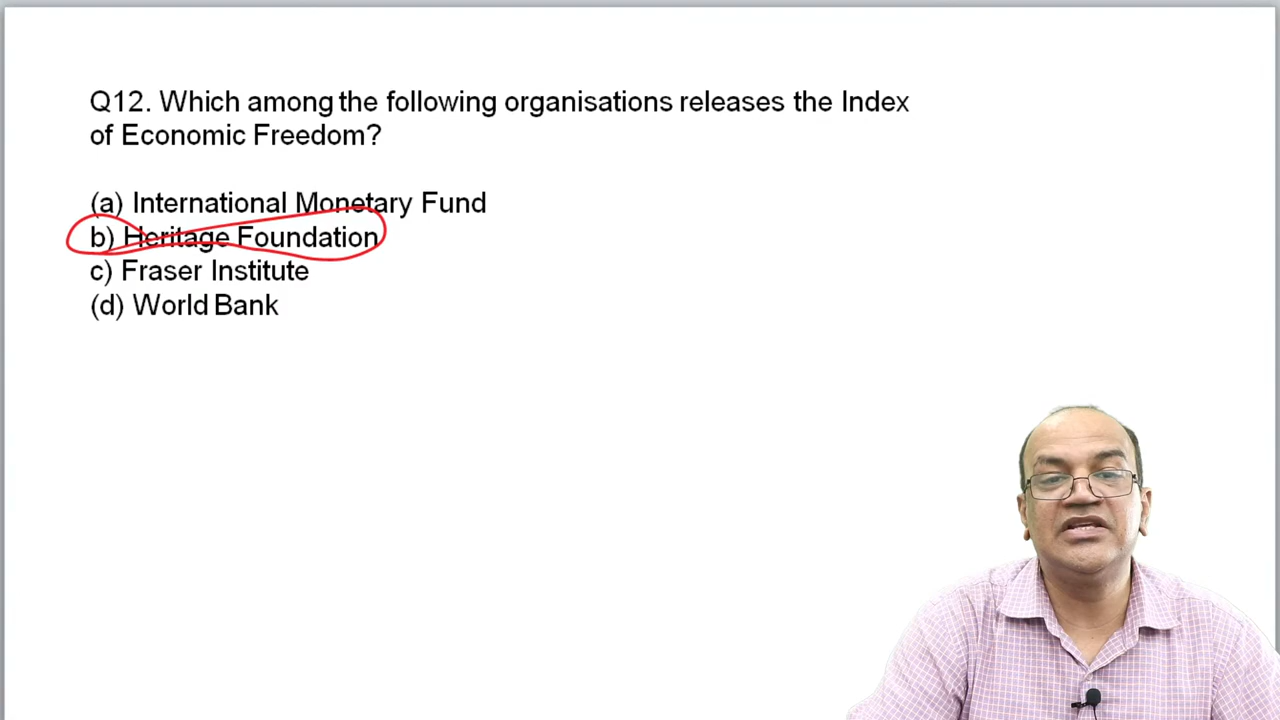 Q12. Which among the following organisations releases the Index
of Economic Freedom?
(a) International Monetary Fund
b) Heritage Foundation
c) Fraser Institute
(d) World Bank